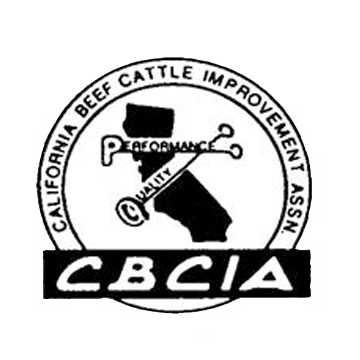 CALIFORNIA BEEF CATTLE IMPROVEMENT ASSN.
PERFORMANCE
QUALITY
CBCIA